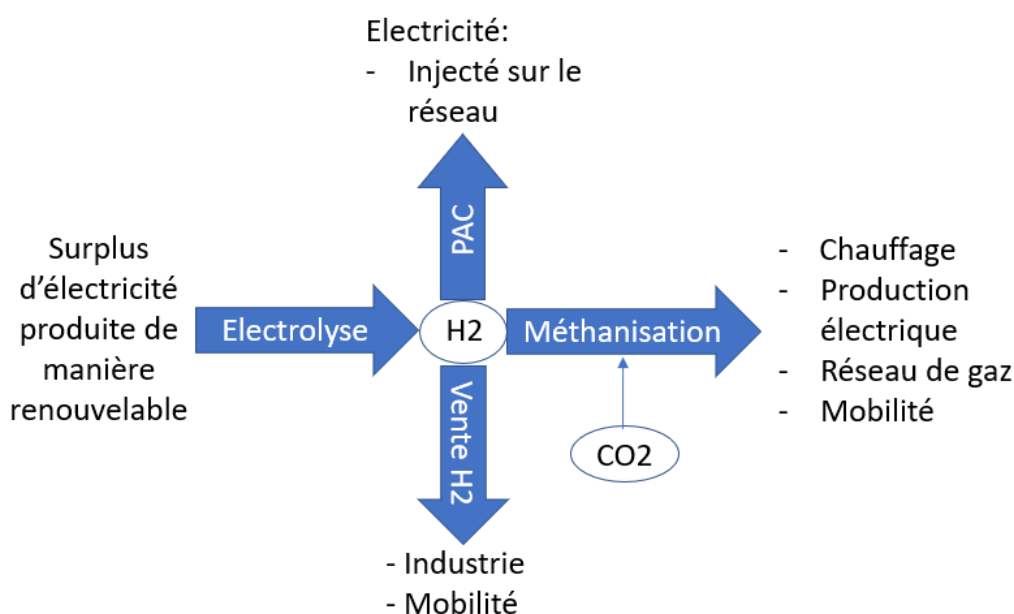 Electricité:
- Injecté sur le
réseau
PAC
Surplus
d’électricité
produite de
manière
renouvelable
Electrolyse
H2
Méthanisation
- Chauffage
- Production
électrique
- Réseau de gaz
- Mobilité
Vente H2
CO2
- Industrie
- Mobilité